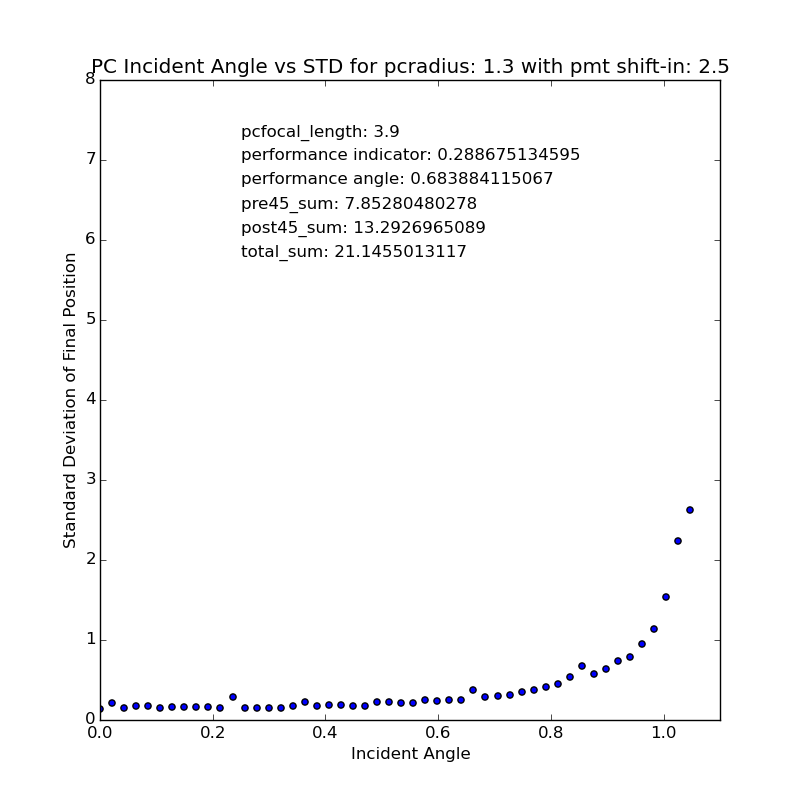 PC Incident Angle vs STD for pcradius: 1.3 with pmt shift-in: 2.5
8
7
6
5
4
3
2
1
0
Standard Deviation of Final Position
pcfocal_length: 3.9
performance indicator: 0.288675134595
performance angle: 0.683884115067
pre45_sum: 7.85280480278
post45_sum: 13.2926965089
total_sum: 21.1455013117
0.0 0.2 0.4 0.6 0.8 1.0
Incident Angle